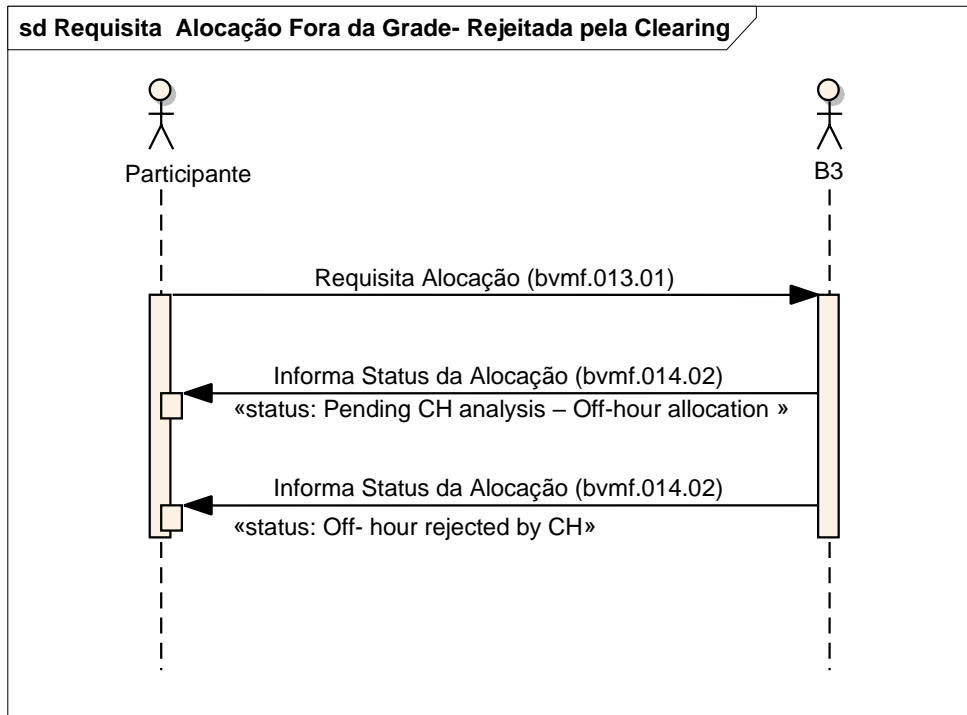 sd Requisita  Alocação Fora da Grade- Rejeitada pela Clearing
Participante
B3
Requisita Alocação (bvmf.013.01)
Informa Status da Alocação (bvmf.014.02)
«status: Pending CH analysis – Off-hour allocation »
Informa Status da Alocação (bvmf.014.02)
«status: Off- hour rejected by CH»